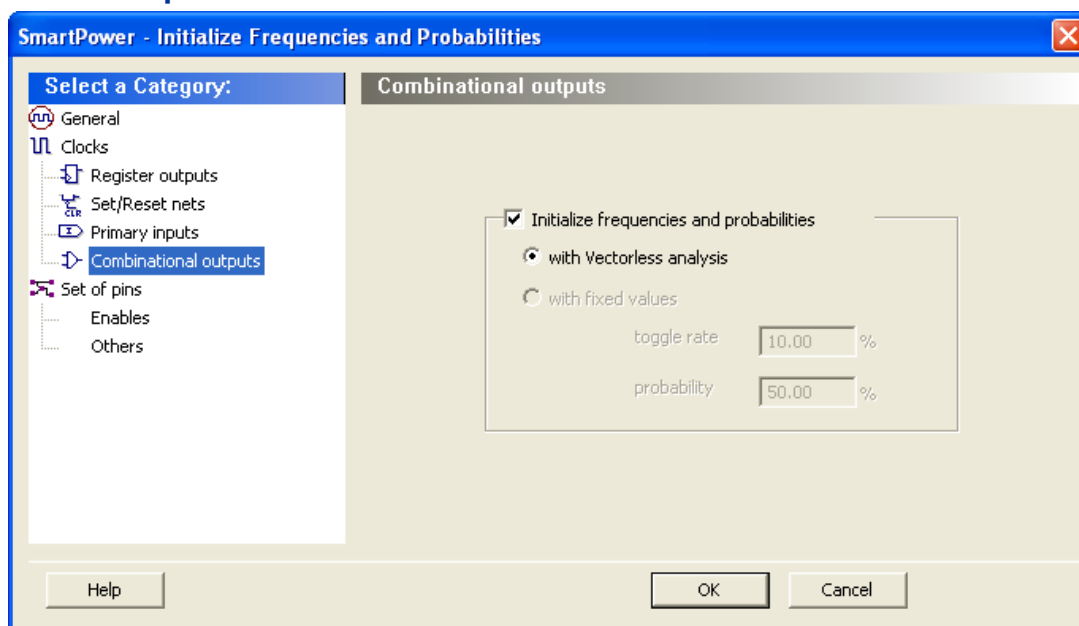 SmartPower - Initialize Frequencies and Probabilities
Select a Category:
General
Clocks
Register outputs
CLR
Set/Reset nets
Primary inputs
Combinational outputs
Set of pins
Enables
Others
Combinational outputs
Initialize frequencies and probabilities
with Vectorless analysis
with fixed values
toggle rate 10.00 %
probability 50.00 %
Help OK Cancel